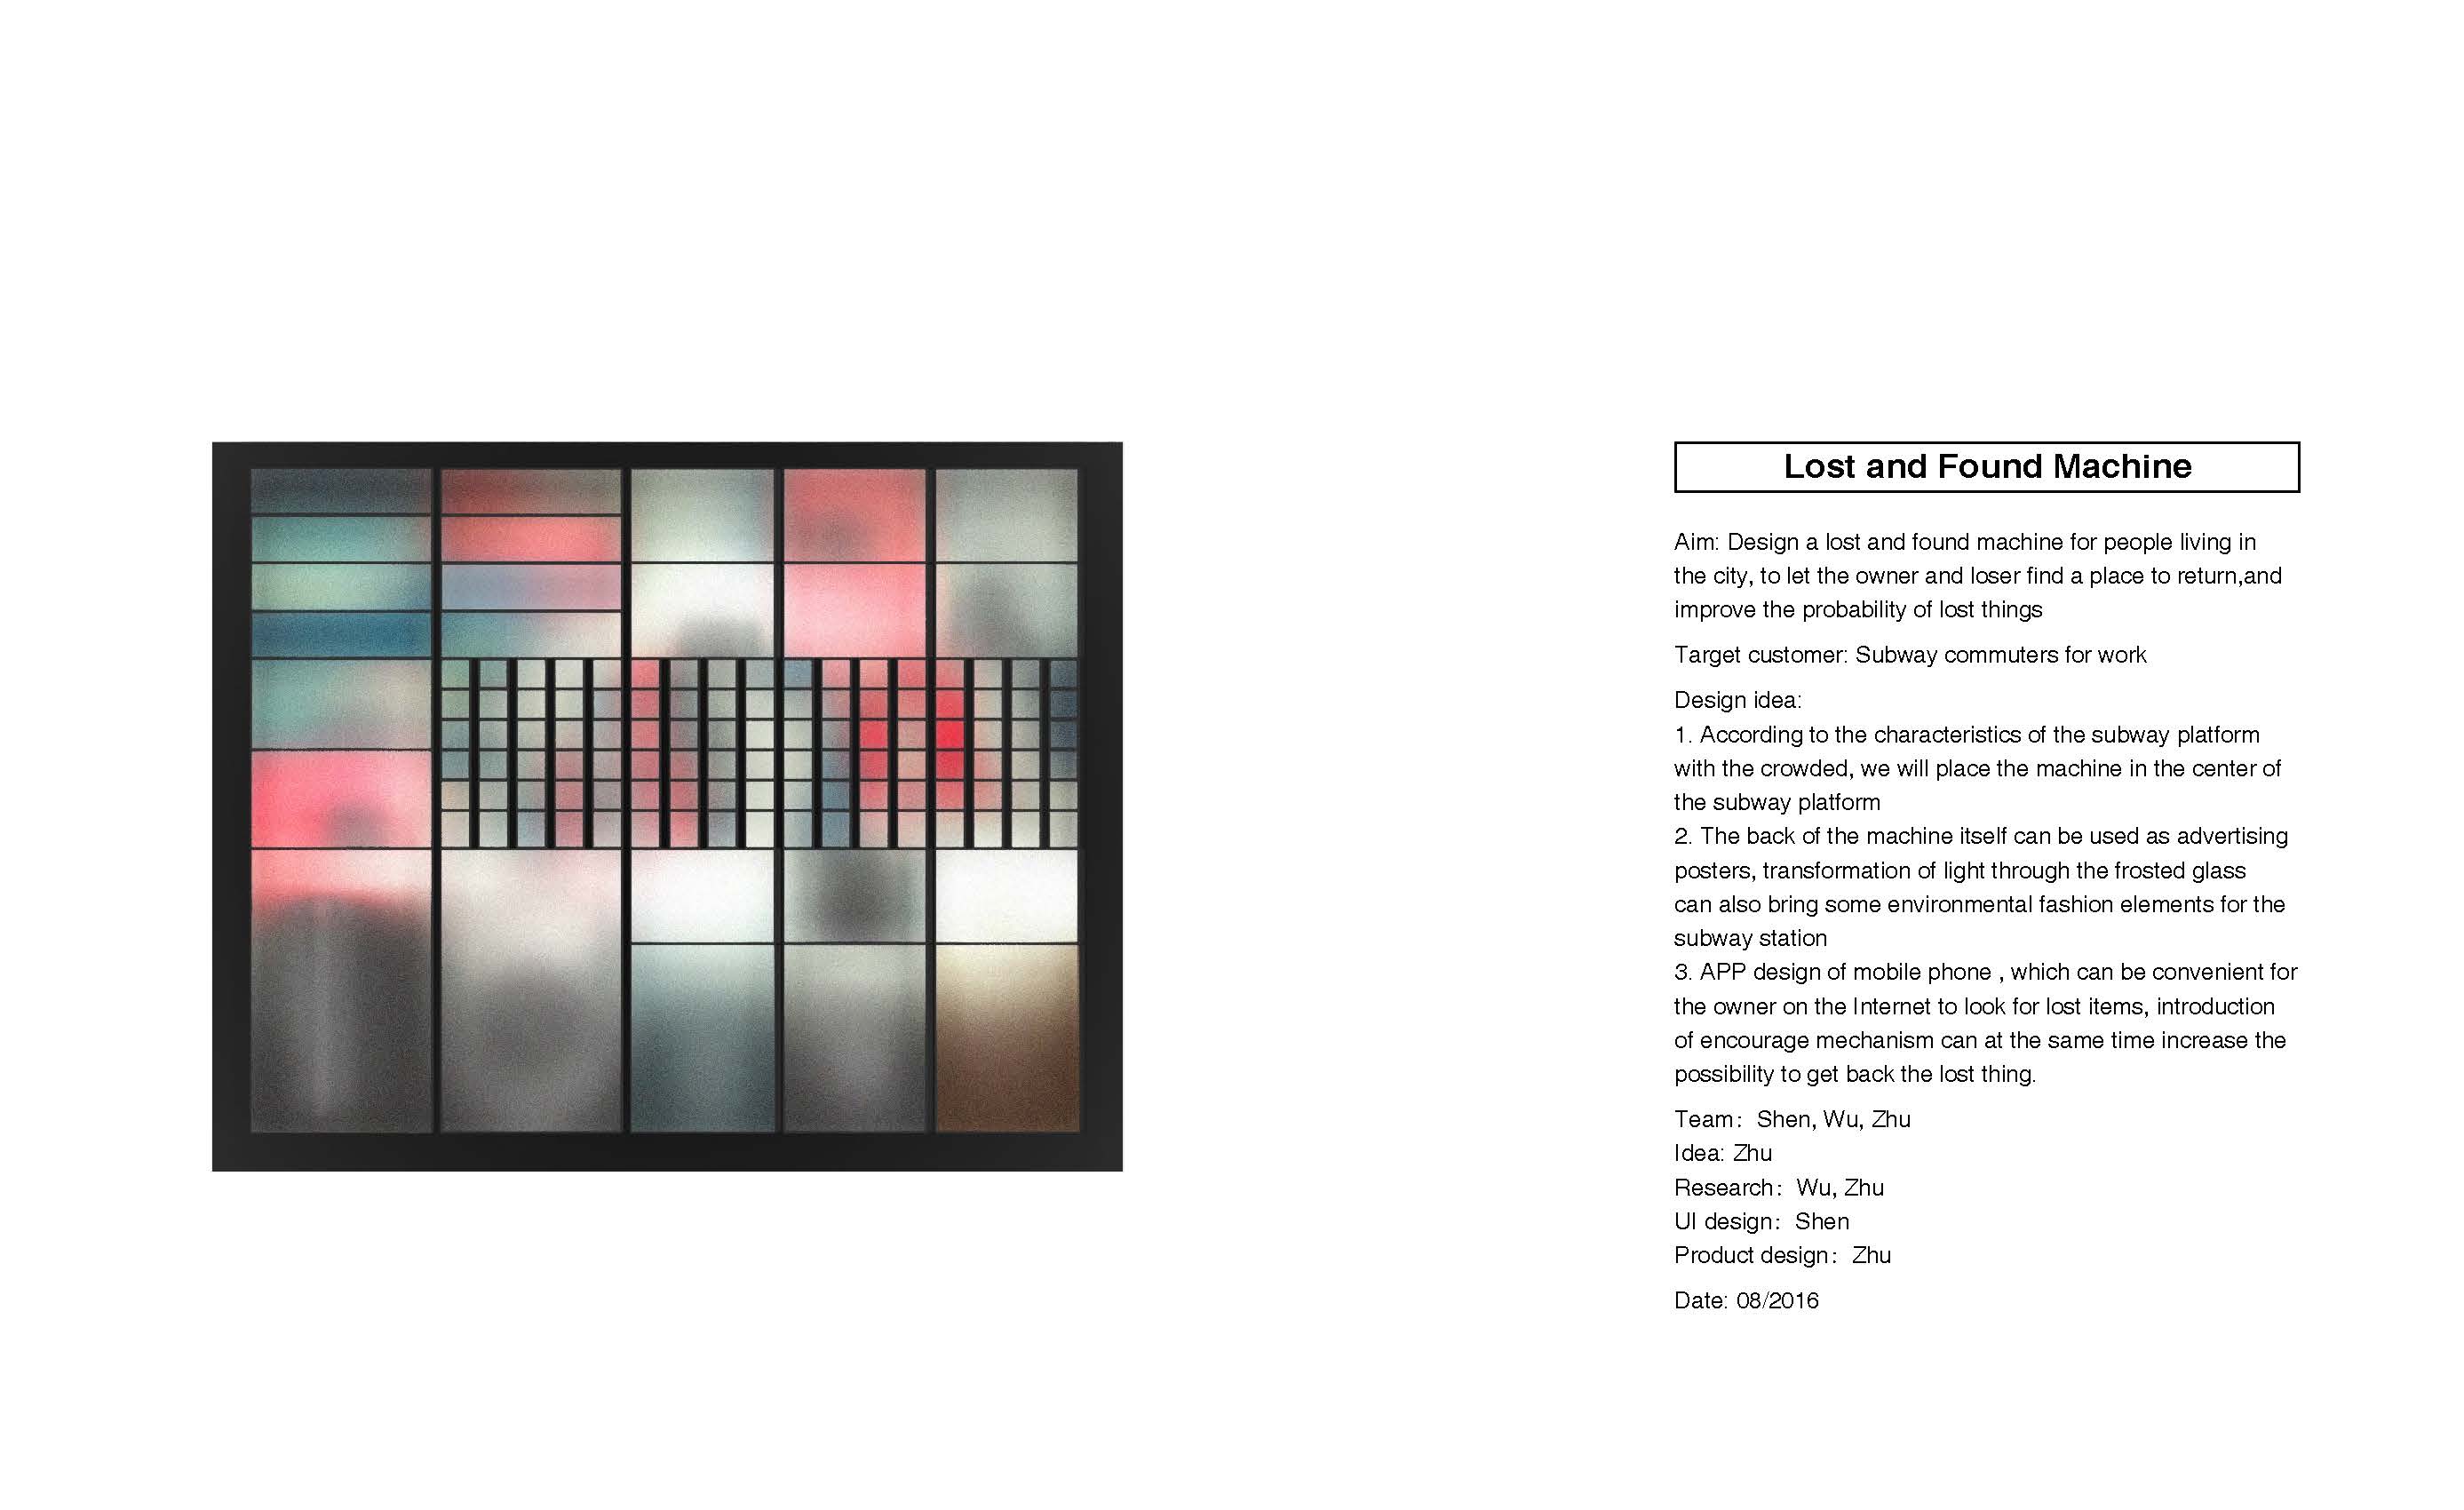 Lost and Found Machine
Aim: Design a lost and found machine for people living in
the city, to let the owner and loser find a place to return,and
improve the probability of lost things
Target customer: Subway commuters for work
Design idea:
1. According to the characteristics of the subway platform
with the crowded, we will place the machine in the center of
the subway platform
2. The back of the machine itself can be used as advertising
posters, transformation of light through the frosted glass
can also bring some environmental fashion elements for the
subway station
3. APP design of mobile phone , which can be convenient for
the owner on the Internet to look for lost items, introduction
of encourage mechanism can at the same time increase the
possibility to get back the lost thing.
Team： Shen, Wu, Zhu
Idea: Zhu
Research： Wu, Zhu
UI design： Shen
Product design： Zhu
Date: 08/2016